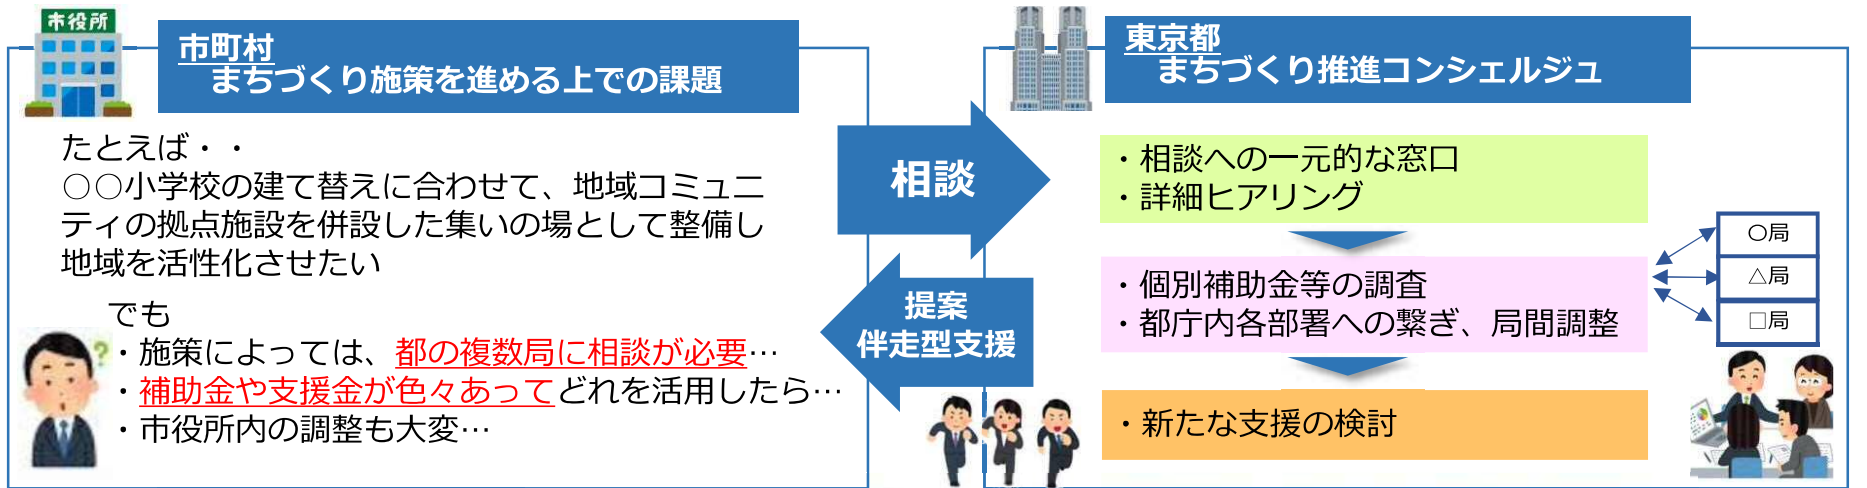 市役所
市町村
まちづくり施策を進める上での課題
たとえば・・
○○小学校の建て替えに合わせて、地域コミュニ
ティの拠点施設を併設した集いの場として整備し
地域を活性化させたい
でも
・施策によっては、都の複数局に相談が必要…
・補助金や支援金が色々あってどれを活用したら…
・市役所内の調整も大変…
?
相談
提案
伴走型支援
東京都
まちづくり推進コンシェルジュ
・相談への一元的な窓口
・詳細ヒアリング
・個別補助金等の調査
・都庁内各部署への繋ぎ、局間調整
・新たな支援の検討
○局
△局
□局